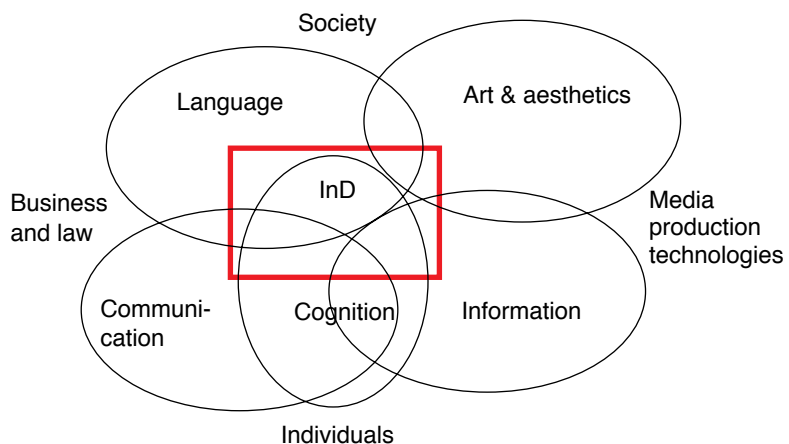 Society
Language
Art & aesthetics
InD
Business
and law
Media
production
technologies
Communi-
cation
Cognition
Information
Individuals